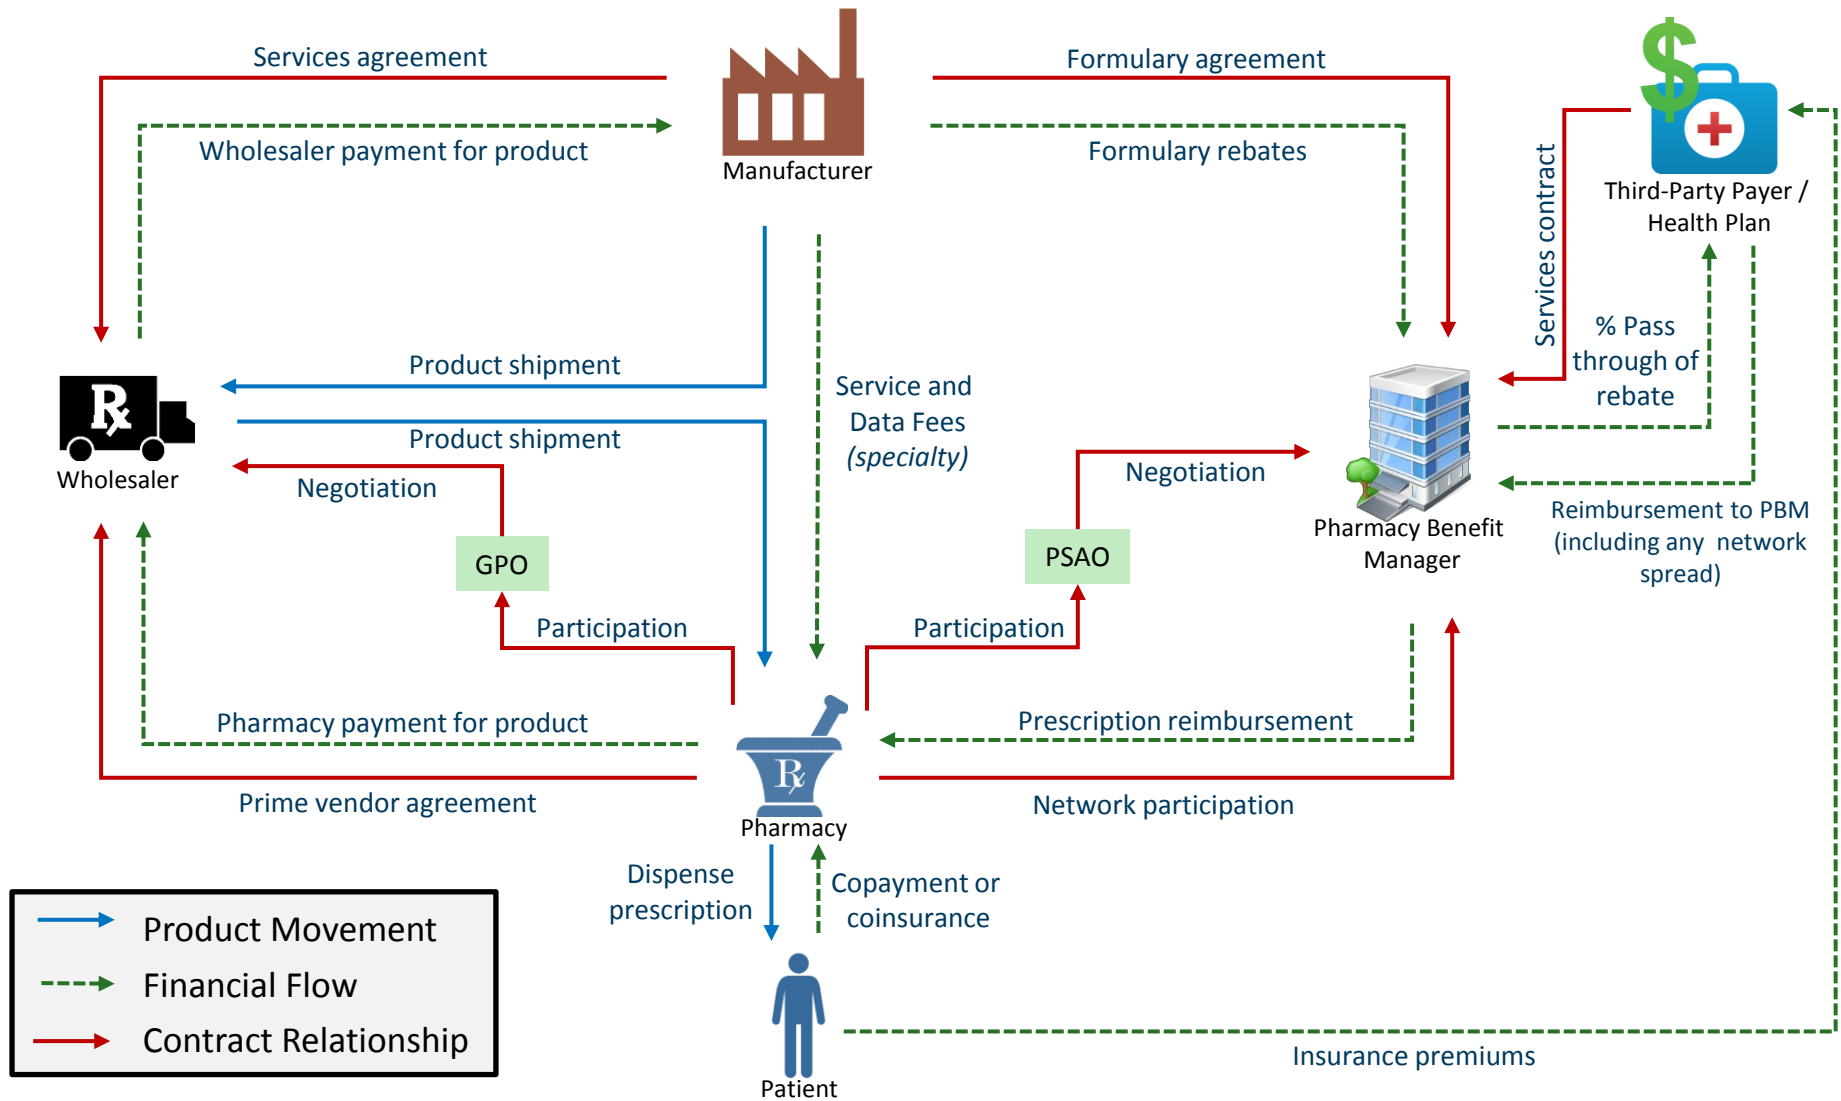 Services agreement
Formulary agreement
Wholesaler payment for product
Formulary rebates
Manufacturer
Third-Party Payer /
Health Plan
Services contract
% Pass
through of
rebate
Product shipment
Product shipment
Service and
Data Fees
(specialty)
Rx
Wholesaler
Negotiation
Negotiation
Pharmacy Benefit
Manager
Reimbursement to PBM
(including any network
spread)
GPO
PSAO
Participation
Participation
Pharmacy payment for product
Prescription reimbursement
Rx
Prime vendor agreement
Network participation
Pharmacy
Dispense
prescription
Copayment or
coinsurance
Product Movement
Financial Flow
Contract Relationship
Insurance premiums
Patient